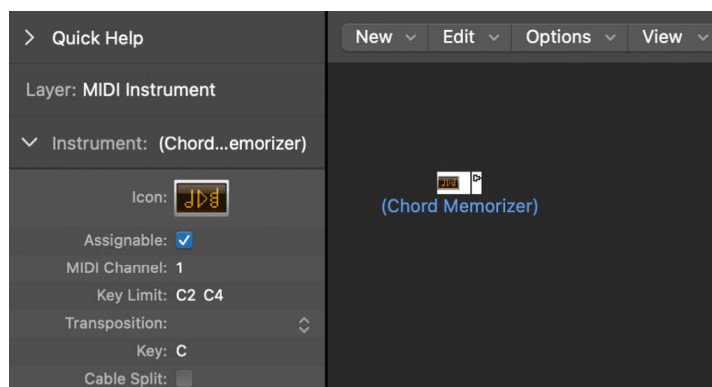 Quick Help
New Edit Options View
Layer: MIDI Instrument
Instrument: (Chord...emorizer)
Icon:
(Chord Memorizer)
Assignable:
MIDI Channel: 1
Key Limit: C2 C4
Transposition:
Key: C
Cable Split: